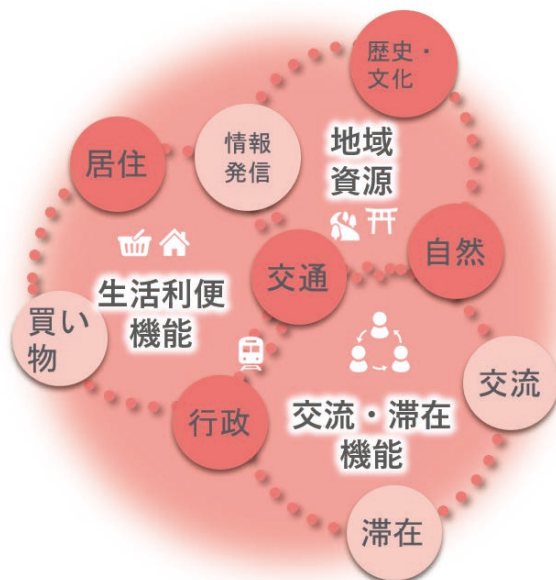 歴史・
文化
情報
発信
地域
資源
居住
自然
交通
生活利便
機能
買い
物
交流
行政
交流・滞在
機能
滞在